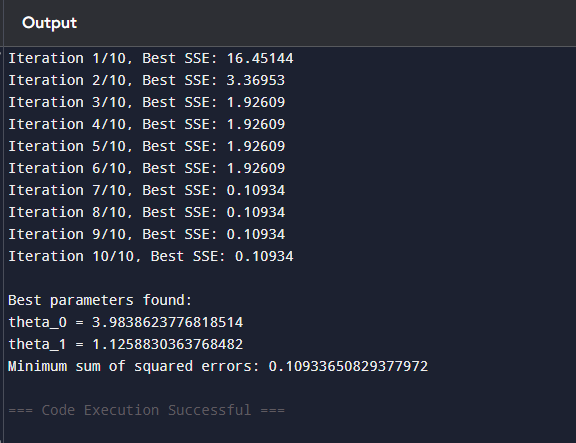 Output
Iteration 1/10, Best SSE: 16.45144
Iteration 2/10, Best SSE: 3.36953
Iteration 3/10, Best SSE: 1.92609
Iteration 4/10, Best SSE: 1.92609
Iteration 5/10, Best SSE: 1.92609
Iteration 6/10, Best SSE: 1.92609
Iteration 7/10, Best SSE: 0.10934
Iteration 8/10, Best SSE: 0.10934
Iteration 9/10, Best SSE: 0.10934
Iteration 10/10, Best SSE: 0.10934
Best parameters found:
theta_0 = 3.9838623776818514
theta_1 = 1.1258830363768482
Minimum sum of squared errors: 0.10933650829377972
=== Code Execution Successful ===